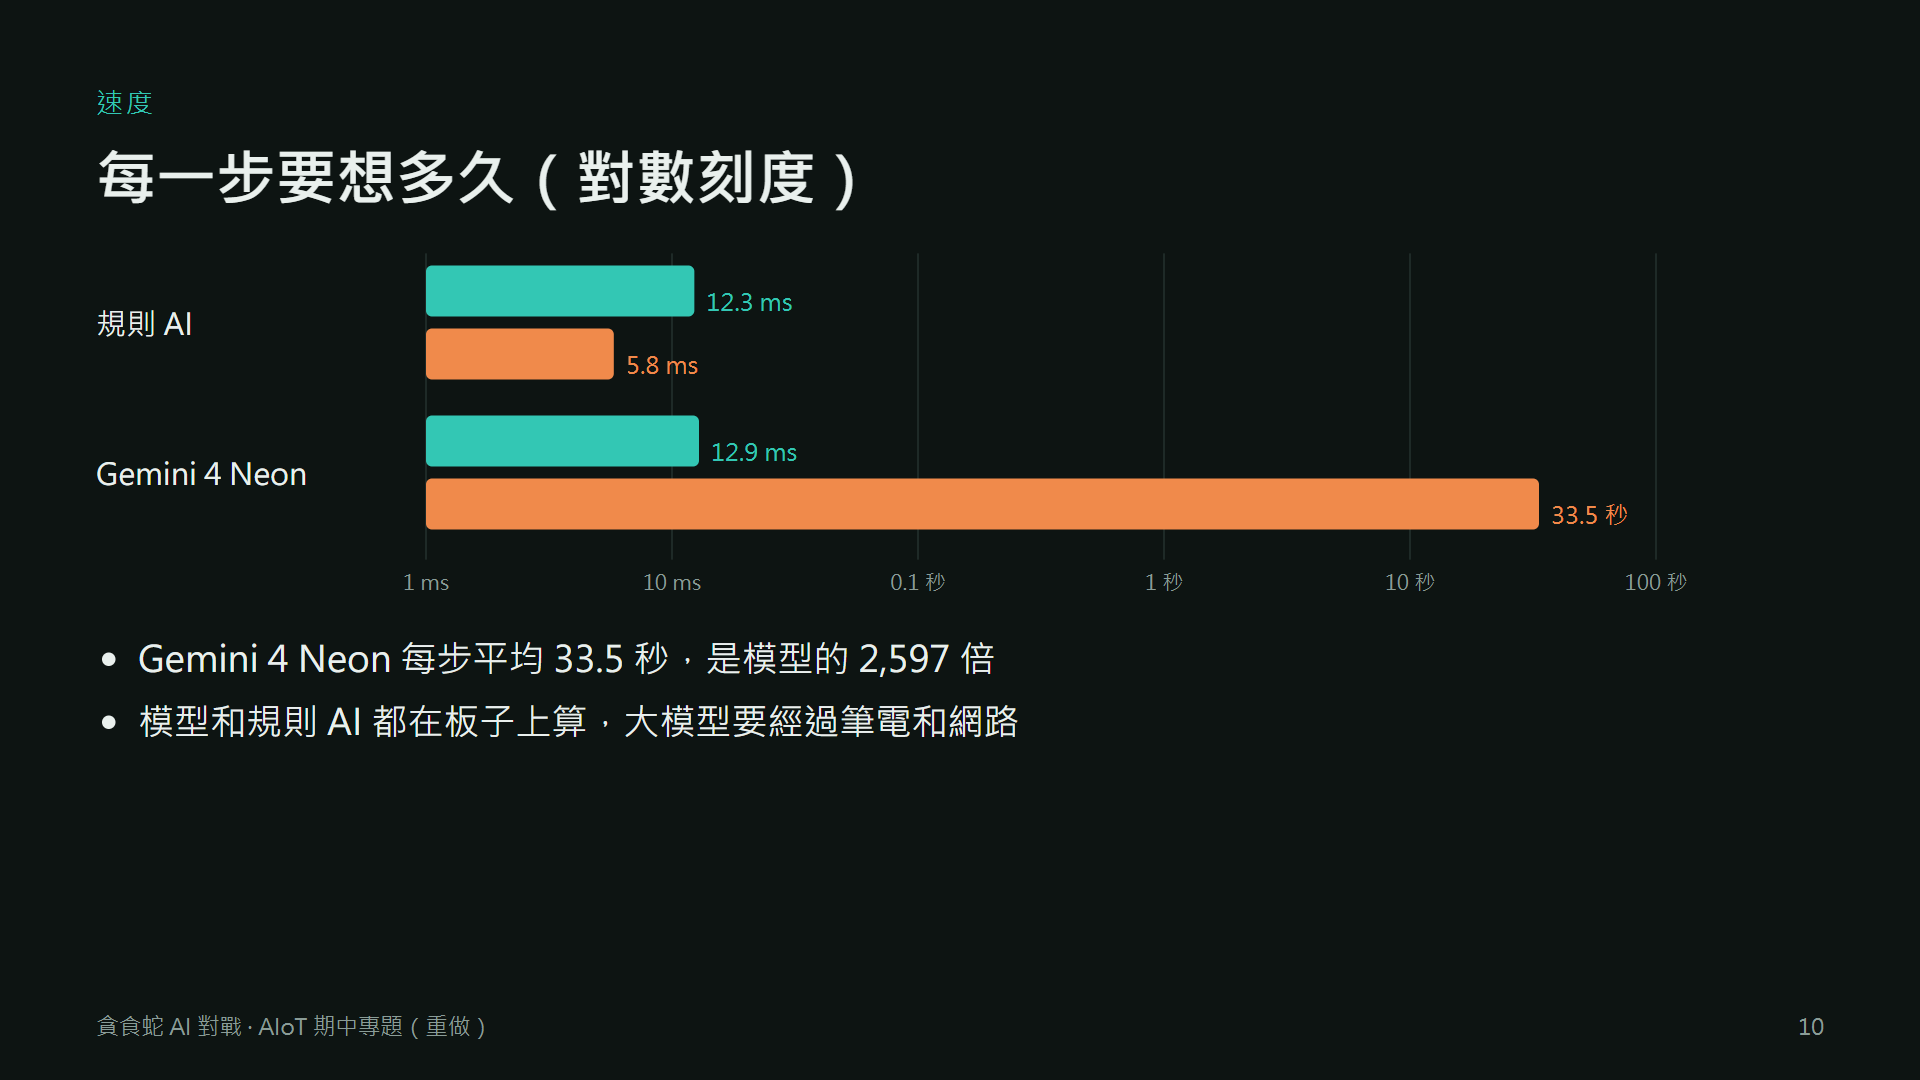 速度
每一步要想多久（對數刻度）
12.3 ms
規則 AI
5.8 ms
12.9 ms
Gemini 4 Neon
33.5 秒
1 ms 10 ms 0.1 秒 1 秒 10 秒 100 秒
• Gemini 4 Neon 每步平均 33.5 秒，是模型的 2,597 倍
• 模型和規則 AI 都在板子上算，大模型要經過筆電和網路
貪食蛇 AI 對戰 · AIoT 期中專題（重做） 10